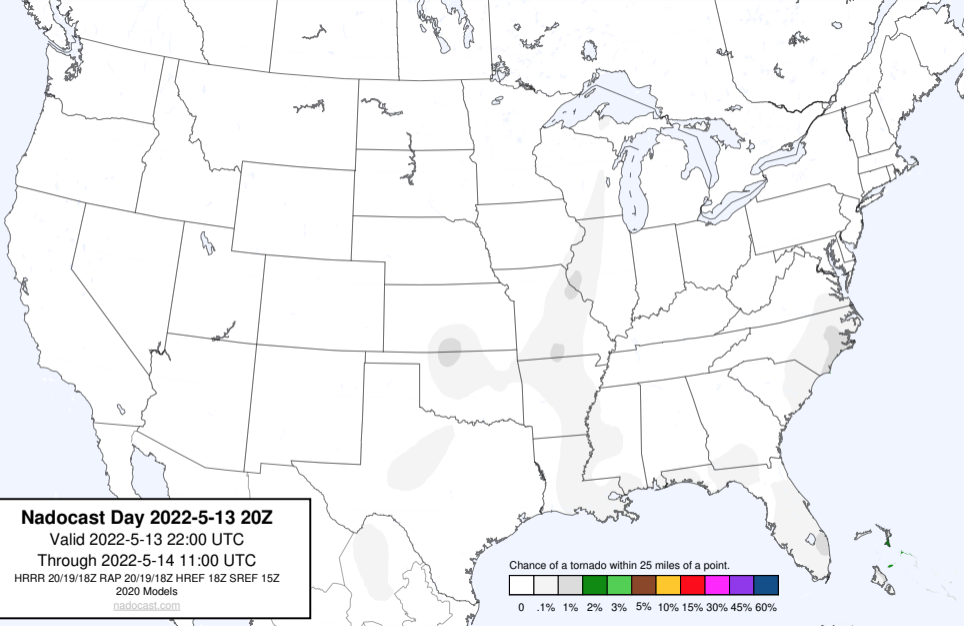 Nadocast Day 2022-5-13 20Z
Valid 2022-5-13 22:00 UTC
Through 2022-5-14 11:00 UTC
HRRR 20/19/18Z RAP 20/19/18Z HREF 18Z SREF 15Z
2020 Models
nadocast.com
Chance of a tornado within 25 miles of a point.
0 .1% 1% 2% 3% 5% 10% 15% 30% 45% 60%